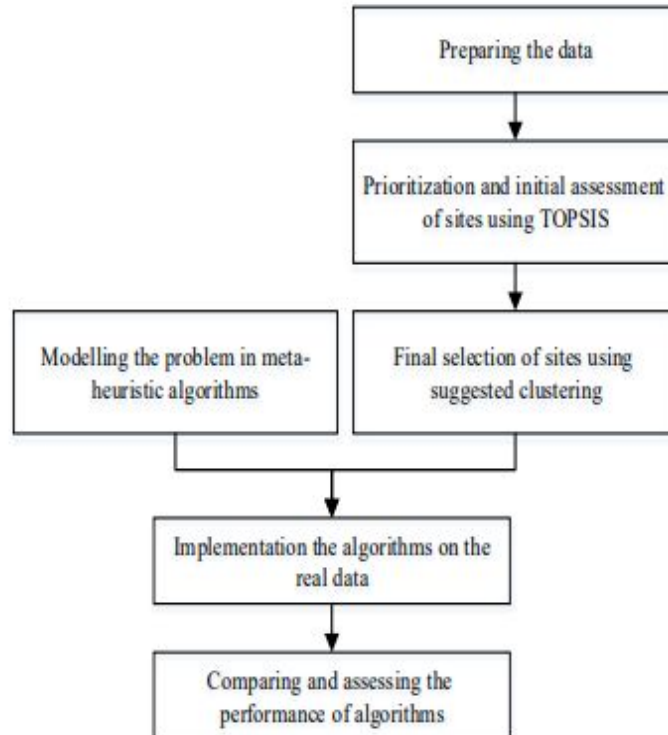 Preparing the data
Prioritization and initial assessment
of sites using TOPSIS
Modelling the problem in meta-
heuristic algorithms
Final selection of sites using
suggested clustering
Implementation the algorithms on the
real data
Comparing and assessing the
performance of algorithms